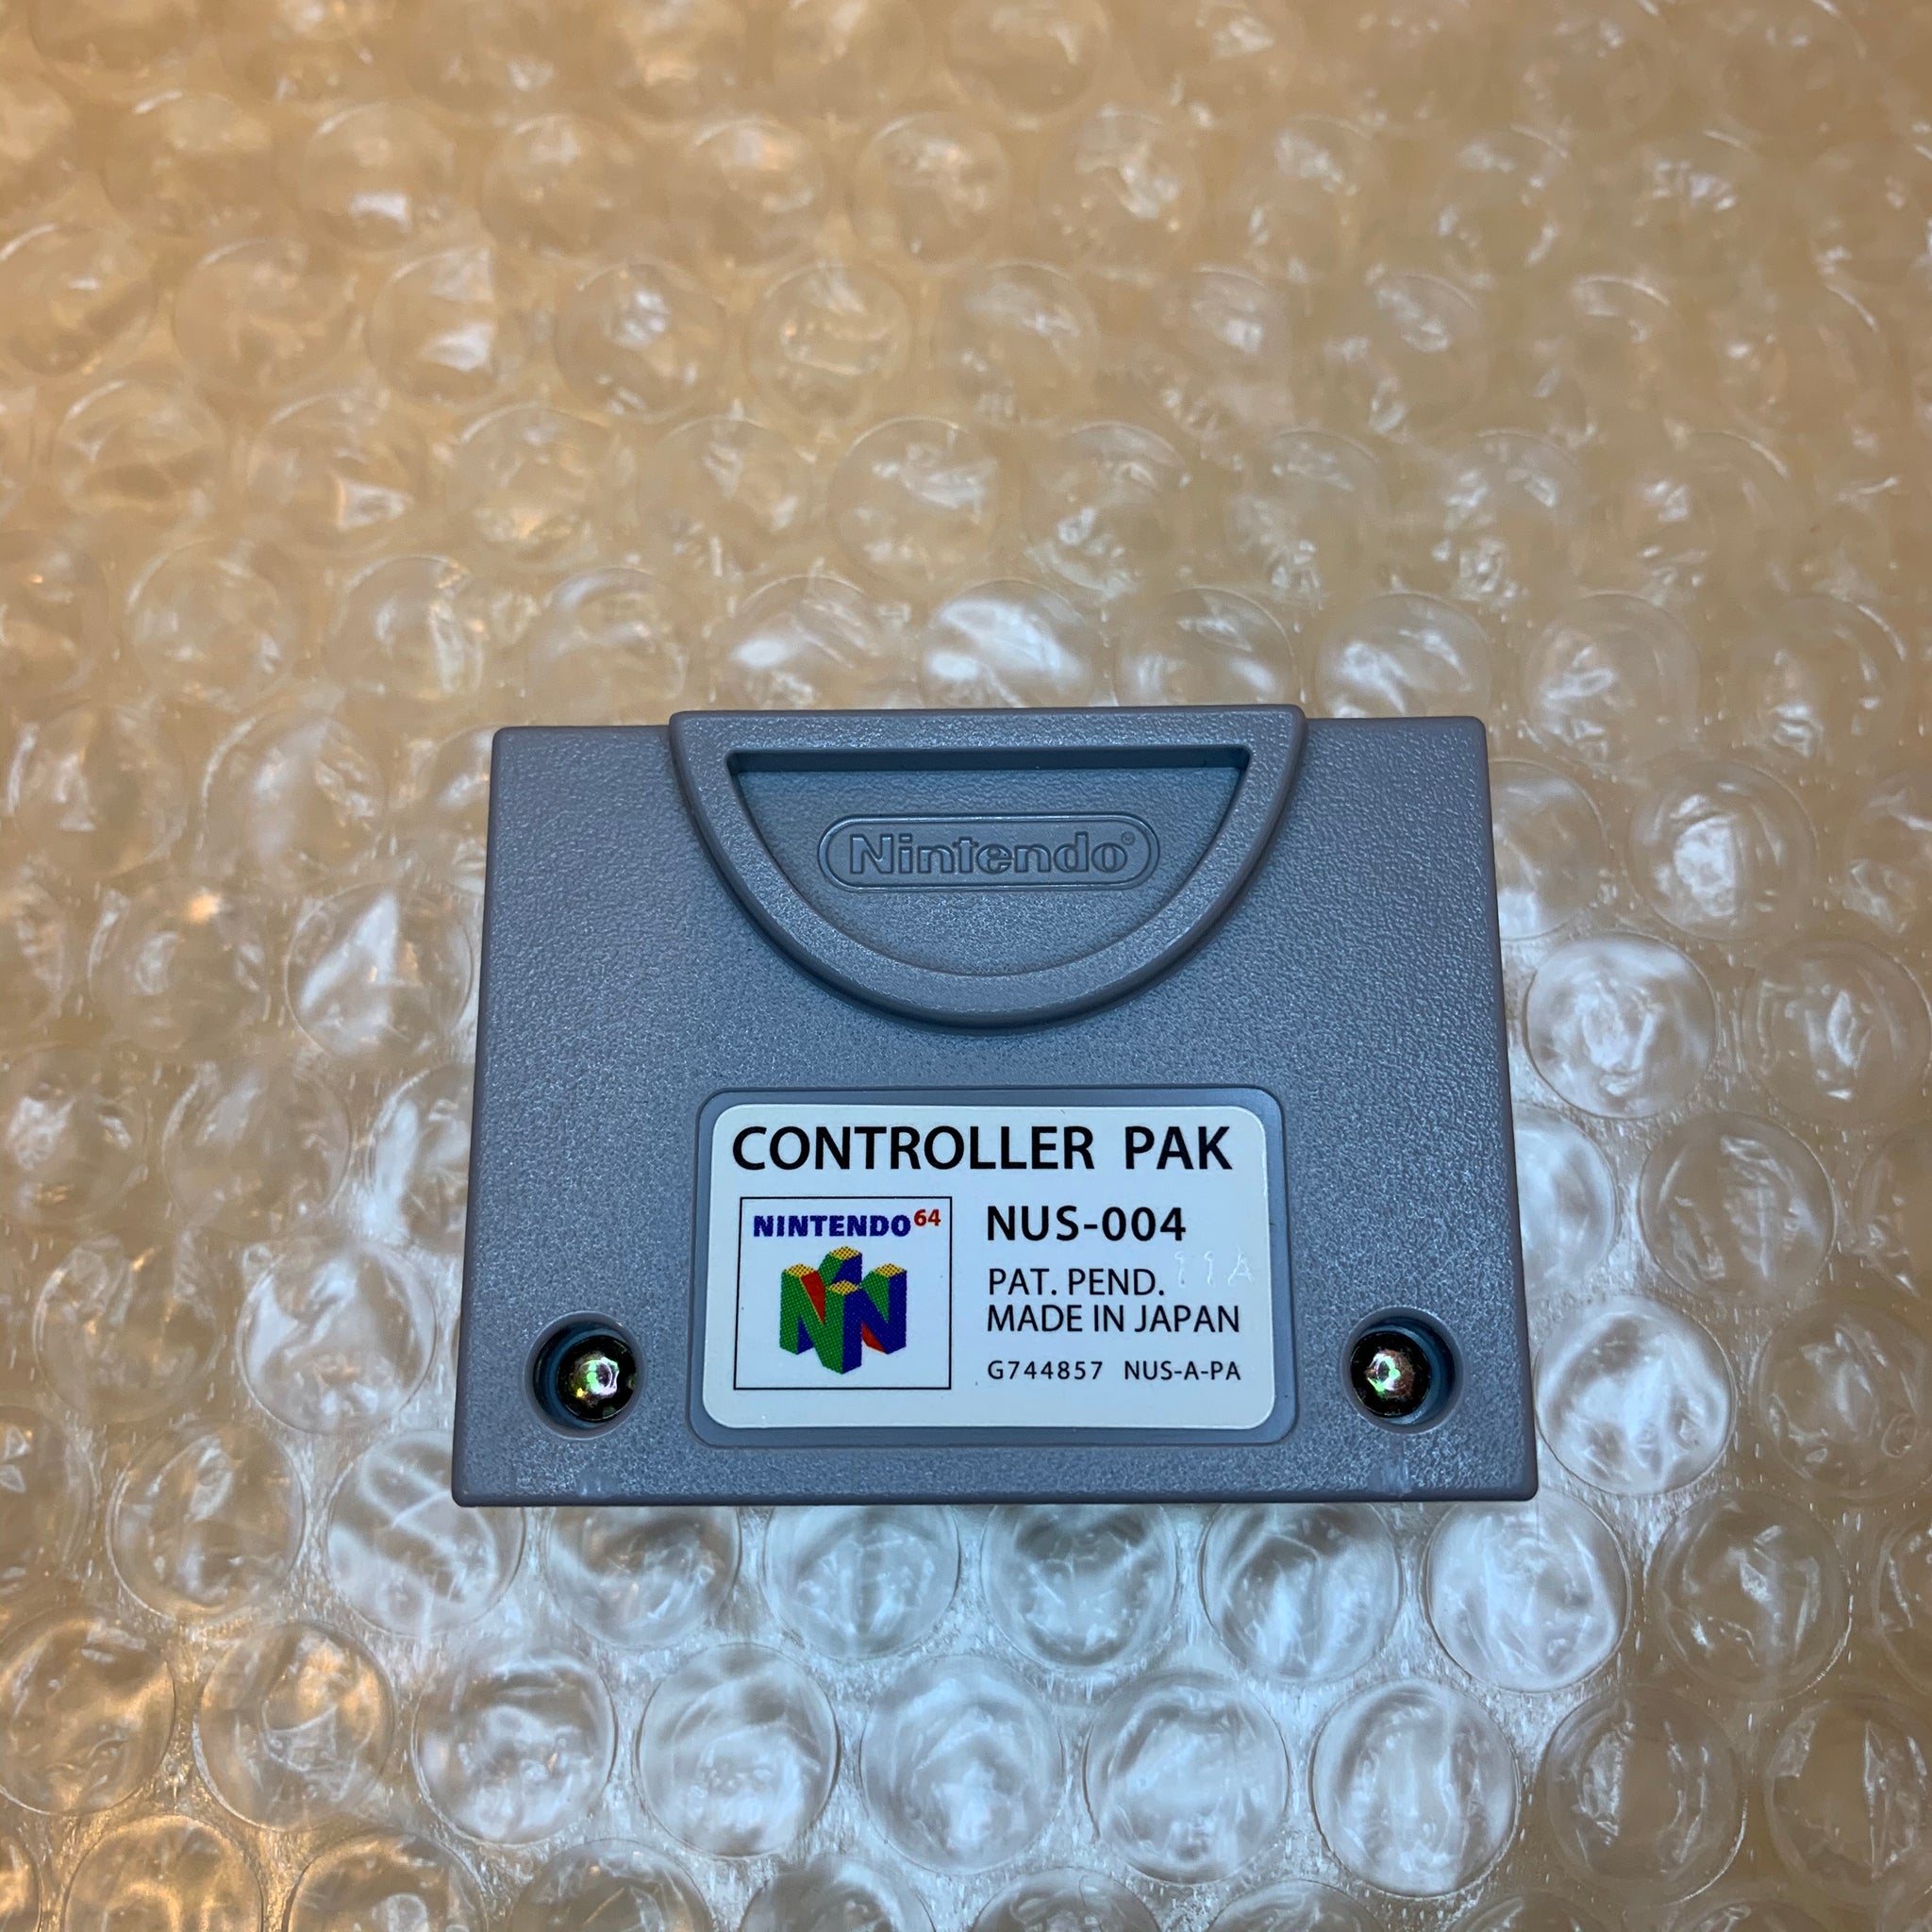 Nintendo®
CONTROLLER PAK
NINTENDO64
NUS-004
PAT. PEND.
MADE IN JAPAN
G744857 NUS-A-PA